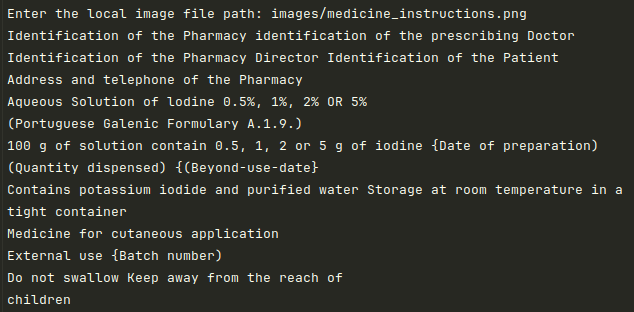 Enter the local image file path: images/medicine_instructions.png
Identification of the Pharmacy identification of the prescribing Doctor
Identification of the Pharmacy Director Identification of the Patient
Address and telephone of the Pharmacy
Aqueous Solution of lodine 0.5%, 1%, 2% OR 5%
(Portuguese Galenic Formulary A.1.9.)
100 g of solution contain 0.5, 1, 2 or 5 g of iodine {Date of preparation)
(Quantity dispensed) {(Beyond-use-date}
Contains potassium iodide and purified water Storage at room temperature in a
tight container
Medicine for cutaneous application
External use {Batch number)
Do not swallow Keep away from the reach of
children